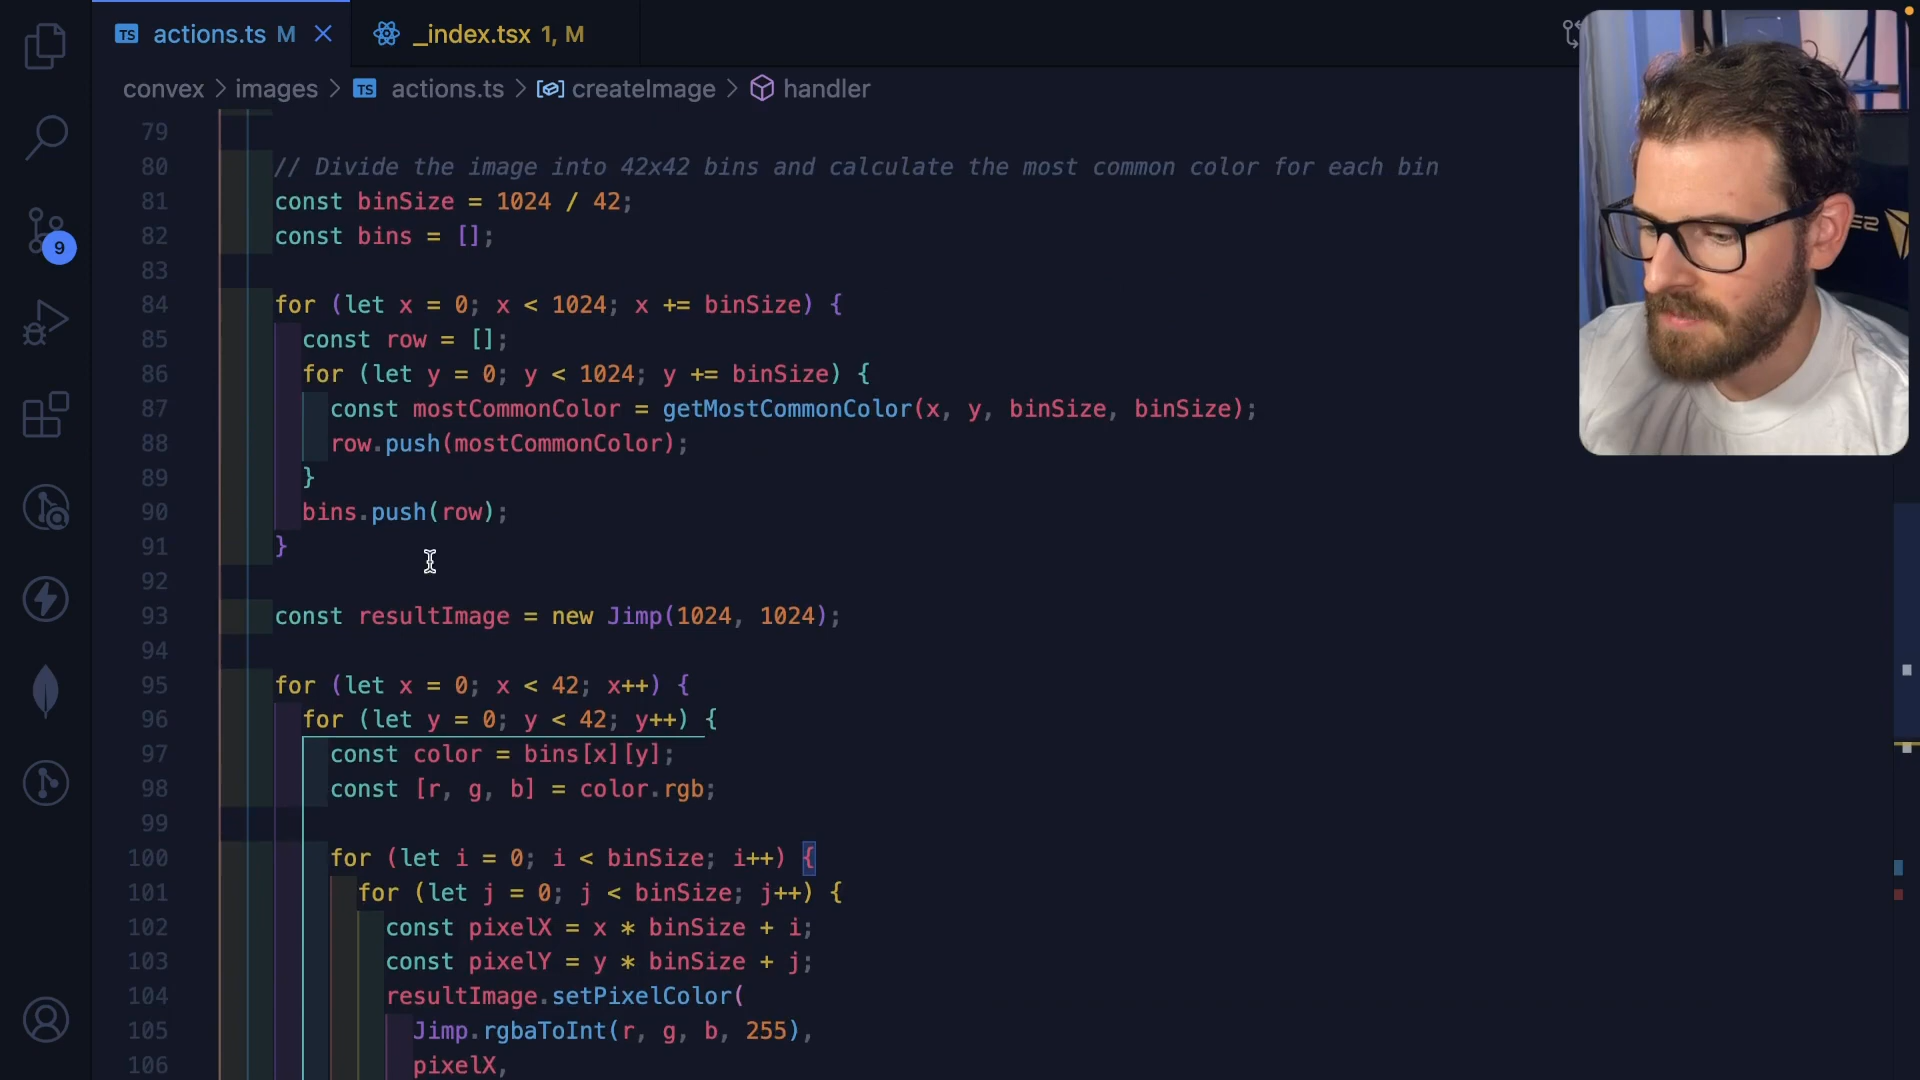 TS actions.ts M
_index.tsx 1, M
convex > images > TS actions.ts > createImage > handler
79
80 // Divide the image into 42x42 bins and calculate the most common color for each bin
81 const binSize = 1024 / 42;
82 const bins = [];
83
84 for (let x = 0; x < 1024; x += binSize) {
85 const row = [];
86 for (let y = 0; y < 1024; y += binSize) {
87 const mostCommonColor = getMostCommonColor(x, y, binSize, binSize);
88 row.push(mostCommonColor);
89 }
90 bins.push(row);
91 }
92
93 const resultImage = new Jimp(1024, 1024);
94
95 for (let x = 0; x < 42; x++) {
96 for (let y = 0; y < 42; y++) {
97 const color = bins[x][y];
98 const [r, g, b] = color.rgb;
99
100 for (let i = 0; i < binSize; i++) {
101 for (let j = 0; j < binSize; j++) {
102 const pixelX = x * binSize + i;
103 const pixelY = y * binSize + j;
104 resultImage.setPixelColor(
105 Jimp.rgbaToInt(r, g, b, 255),
106 pixelX,
9